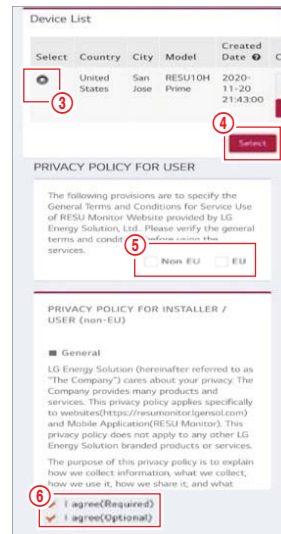 Device List
Select Country City Model Created Date
United States San Jose RESU10H Prime 2020-11-20 21:43:00
3
4
Select
PRIVACY POLICY FOR USER
The following provisions are to specify the
General Terms and Conditions for Service Use
of RESU Monitor Website provided by LG
Energy Solution, Ltd. Please verify the general
terms and conditions before using the
services.
5
Non EU EU
PRIVACY POLICY FOR INSTALLER /
USER (non-EU)
General
LG Energy Solution (hereinafter referred to as
"The Company") cares about your privacy. The
Company provides many products and
services. This privacy policy applies specifically
to websites(https://resumonitor.lgensol.com)
and Mobile Application(RESU Monitor). This
privacy policy does not apply to any other LG
Energy Solution branded products or services.
The purpose of this privacy policy is to explain
how we collect information, what we collect,
how we use it, how we share it, and what
6
I agree(Required)
I agree(Optional)